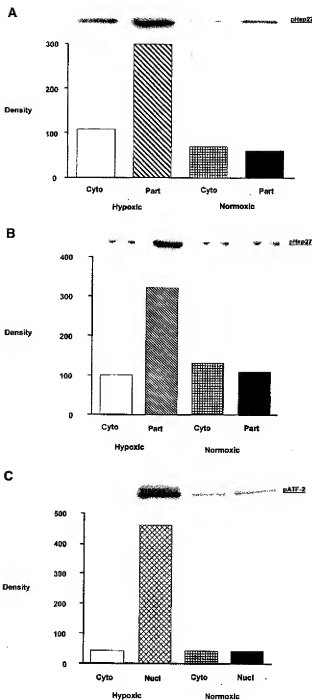 A
pHsp27
300
200
Density
100
0
Cyto Part Cyto Part
Hypoxic Normoxic
B
pHsp27
400
300
Density
200
100
0
Cyto Part Cyto Part
Hypoxic Normoxic
C
pATF-2
500
400
300
Density
200
100
0
Cyto Nucl Cyto Nucl
Hypoxic Normoxic